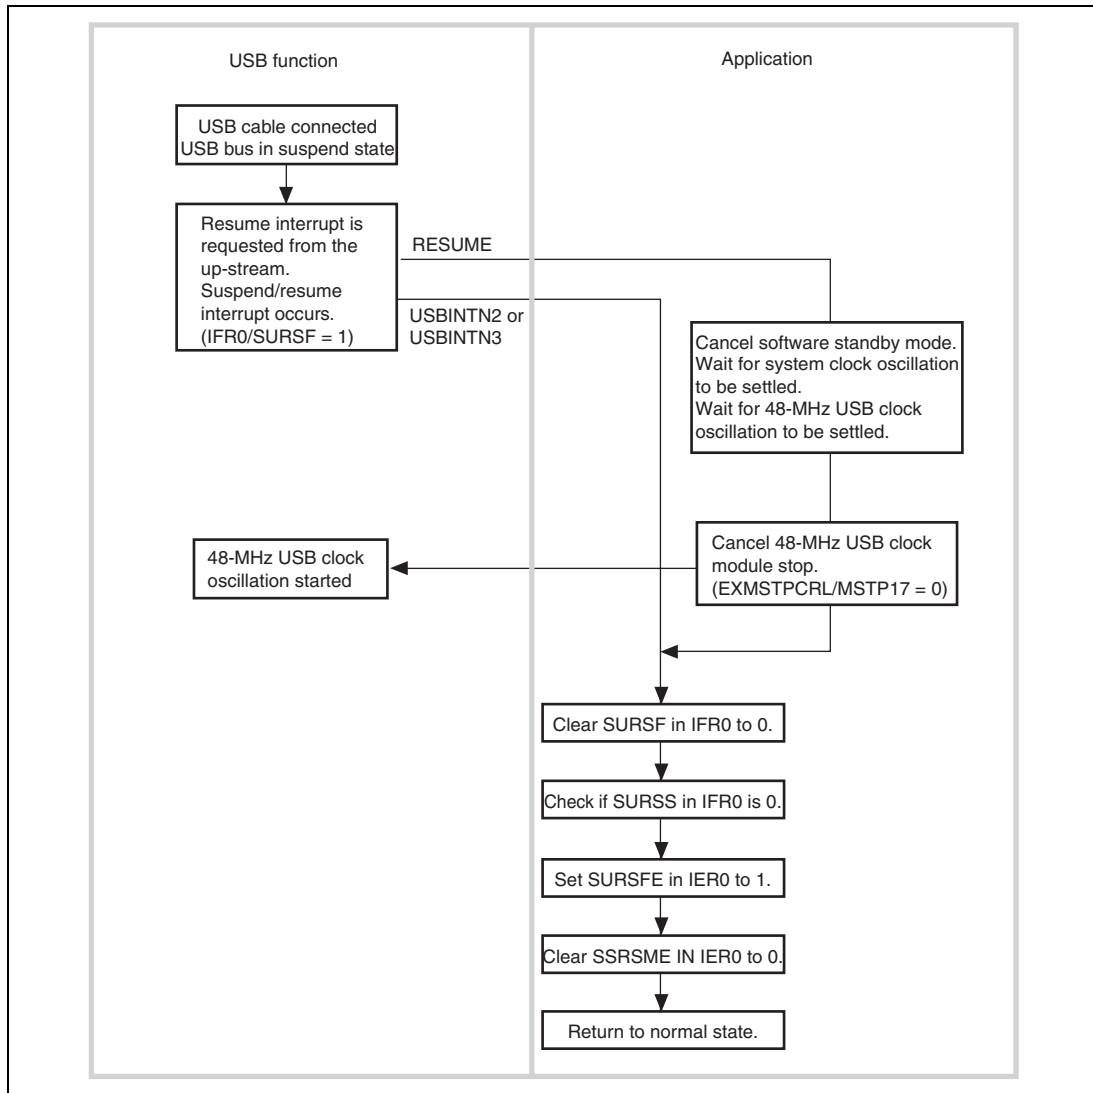 USB function
Application
USB cable connected
USB bus in suspend state
Resume interrupt is
requested from the
up-stream.
Suspend/resume
interrupt occurs.
(IFR0/SURSF = 1)
RESUME
USBINTN2 or
USBINTN3
Cancel software standby mode.
Wait for system clock oscillation
to be settled.
Wait for 48-MHz USB clock
oscillation to be settled.
48-MHz USB clock
oscillation started
Cancel 48-MHz USB clock
module stop.
(EXMSTPCRL/MSTP17 = 0)
Clear SURSF in IFR0 to 0.
Check if SURSS in IFR0 is 0.
Set SURSFE in IER0 to 1.
Clear SSRSME IN IER0 to 0.
Return to normal state.